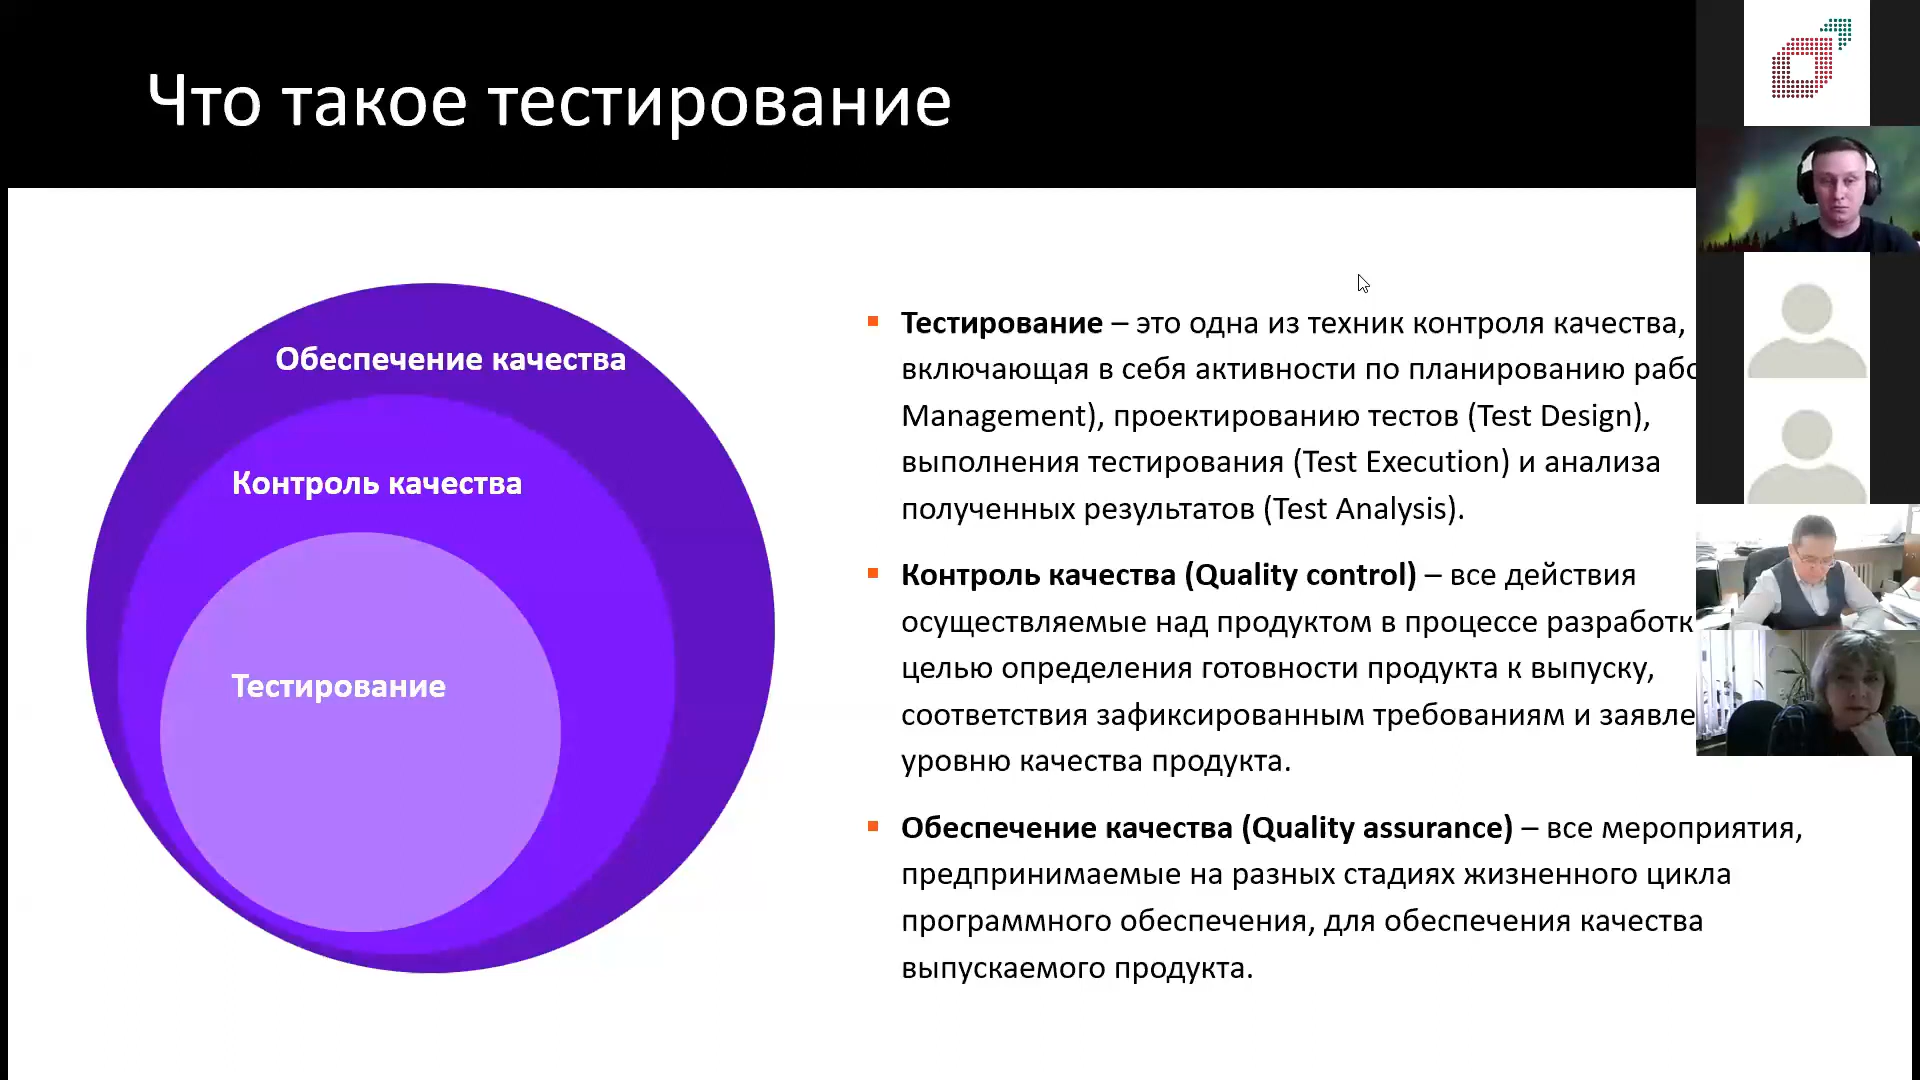 Что такое тестирование
Обеспечение качества
Контроль качества
Тестирование
Тестирование – это одна из техник контроля качества,
включающая в себя активности по планированию
Management), проектированию тестов (Test Design),
выполнения тестирования (Test Execution) и анализа
полученных результатов (Test Analysis).
Контроль качества (Quality control) – все действия
осуществляемые над продуктом в процессе
целью определения готовности продукта к выпуску,
соответствия зафиксированным требованиям и
уровню качества продукта.
Обеспечение качества (Quality assurance) – все мероприятия,
предпринимаемые на разных стадиях жизненного цикла
программного обеспечения, для обеспечения качества
выпускаемого продукта.